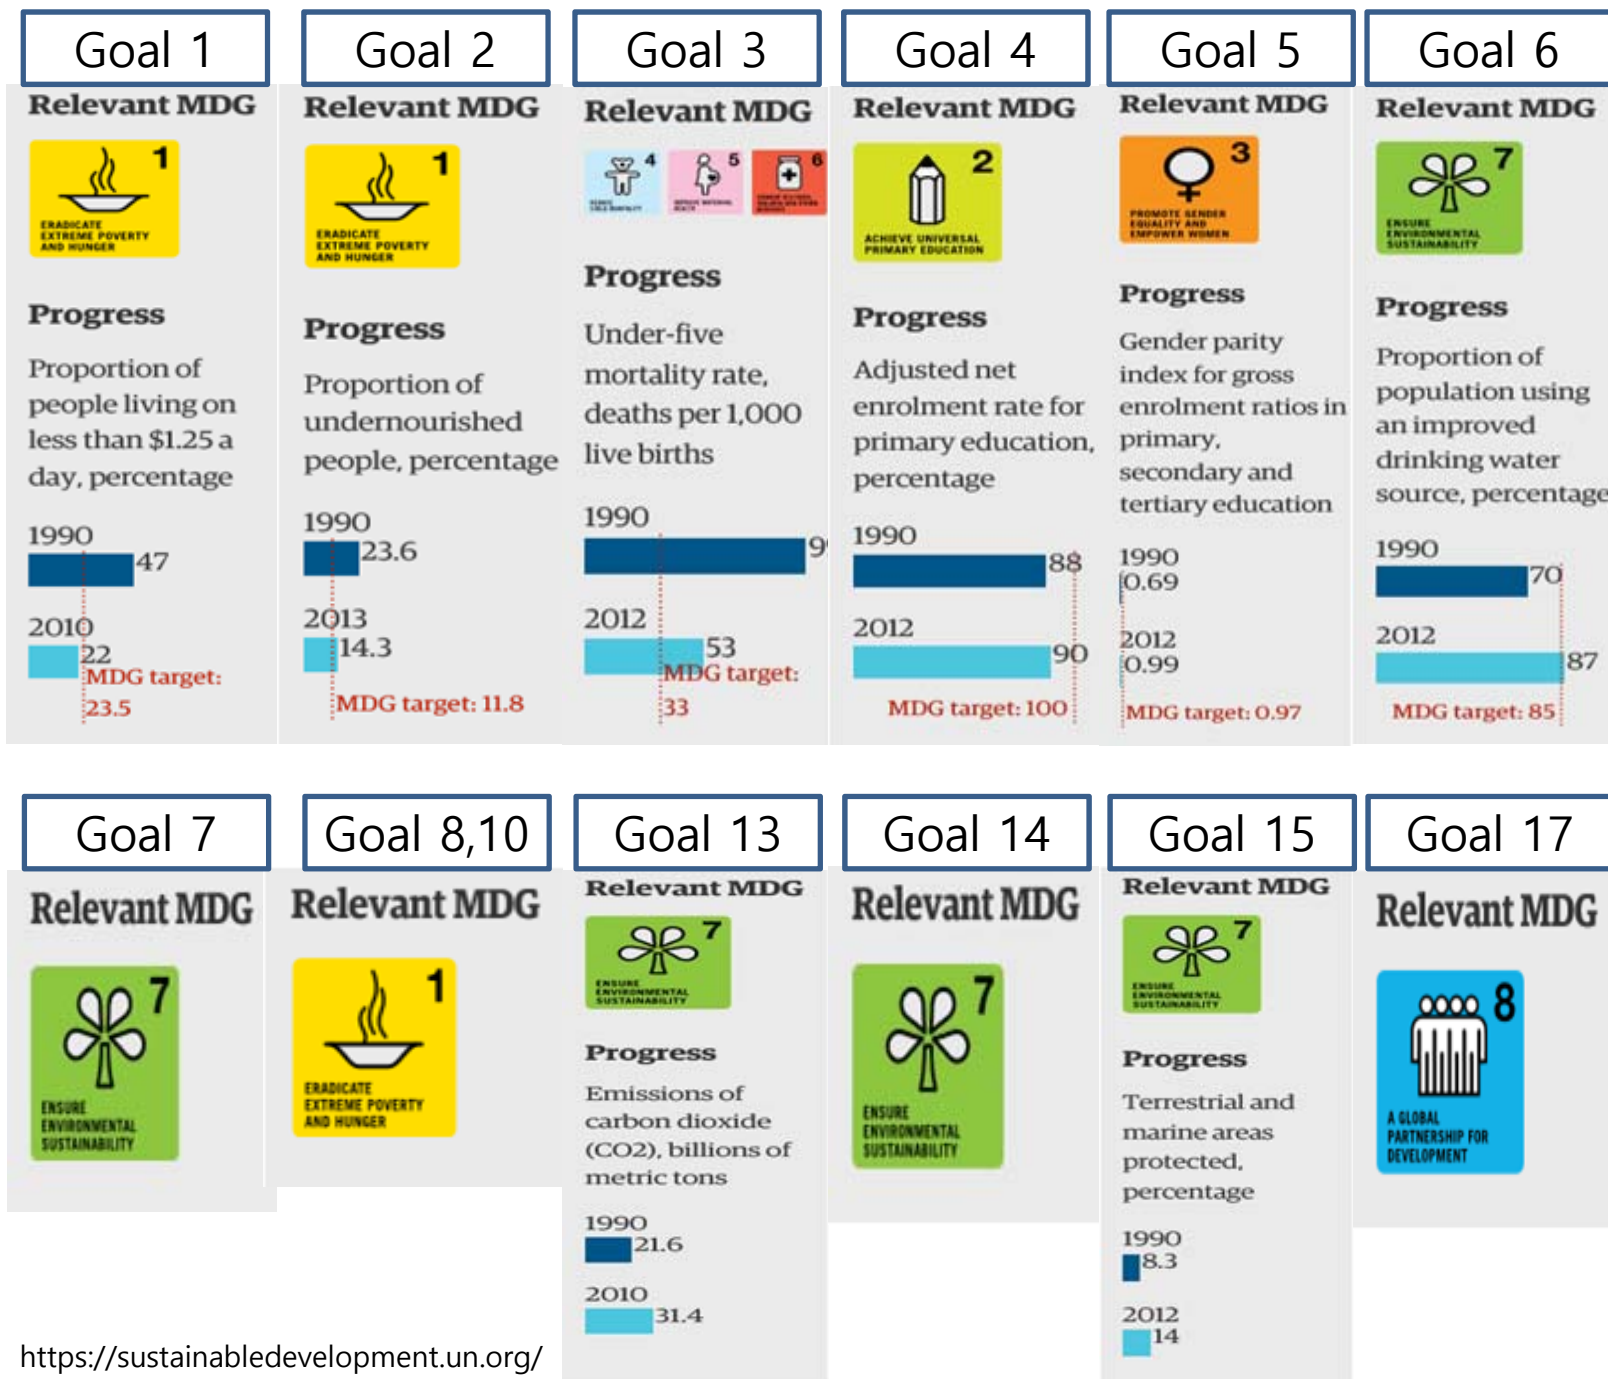 Goal 1
Relevant MDG
1
ERADICATE
EXTREME POVERTY
AND HUNGER
Progress
Proportion of
people living on
less than $1.25 a
day, percentage
1990
47
2010
22
MDG target:
23.5
Goal 2
Relevant MDG
1
ERADICATE
EXTREME POVERTY
AND HUNGER
Progress
Proportion of
undernourished
people, percentage
1990
23.6
2013
14.3
MDG target: 11.8
Goal 3
Relevant MDG
4
5
6
Progress
Under-five
mortality rate,
deaths per 1,000
live births
1990
2012
53
MDG target:
33
Goal 4
Relevant MDG
2
ACHIEVE UNIVERSAL
PRIMARY EDUCATION
Progress
Adjusted net
enrolment rate for
primary education,
percentage
1990
88
2012
90
MDG target: 100
Goal 5
Relevant MDG
3
PROMOTE GENDER
EQUALITY AND
EMPOWER WOMEN
Progress
Gender parity
index for gross
enrolment ratios in
primary,
secondary and
tertiary education
1990
0.69
2012
0.99
MDG target: 0.97
Goal 6
Relevant MDG
7
ENSURE
ENVIRONMENTAL
SUSTAINABILITY
Progress
Proportion of
population using
an improved
drinking water
source, percentage
1990
70
2012
87
MDG target: 85
Goal 7
Relevant MDG
7
ENSURE
ENVIRONMENTAL
SUSTAINABILITY
Goal 8,10
Relevant MDG
1
ERADICATE
EXTREME POVERTY
AND HUNGER
Goal 13
Relevant MDG
7
ENSURE
ENVIRONMENTAL
SUSTAINABILITY
Progress
Emissions of
carbon dioxide
(CO2), billions of
metric tons
1990
21.6
2010
31.4
Goal 14
Relevant MDG
7
ENSURE
ENVIRONMENTAL
SUSTAINABILITY
Goal 15
Relevant MDG
7
ENSURE
ENVIRONMENTAL
SUSTAINABILITY
Progress
Terrestrial and
marine areas
protected,
percentage
1990
8.3
2012
14
Goal 17
Relevant MDG
8
A GLOBAL
PARTNERSHIP FOR
DEVELOPMENT
https://sustainabledevelopment.un.org/